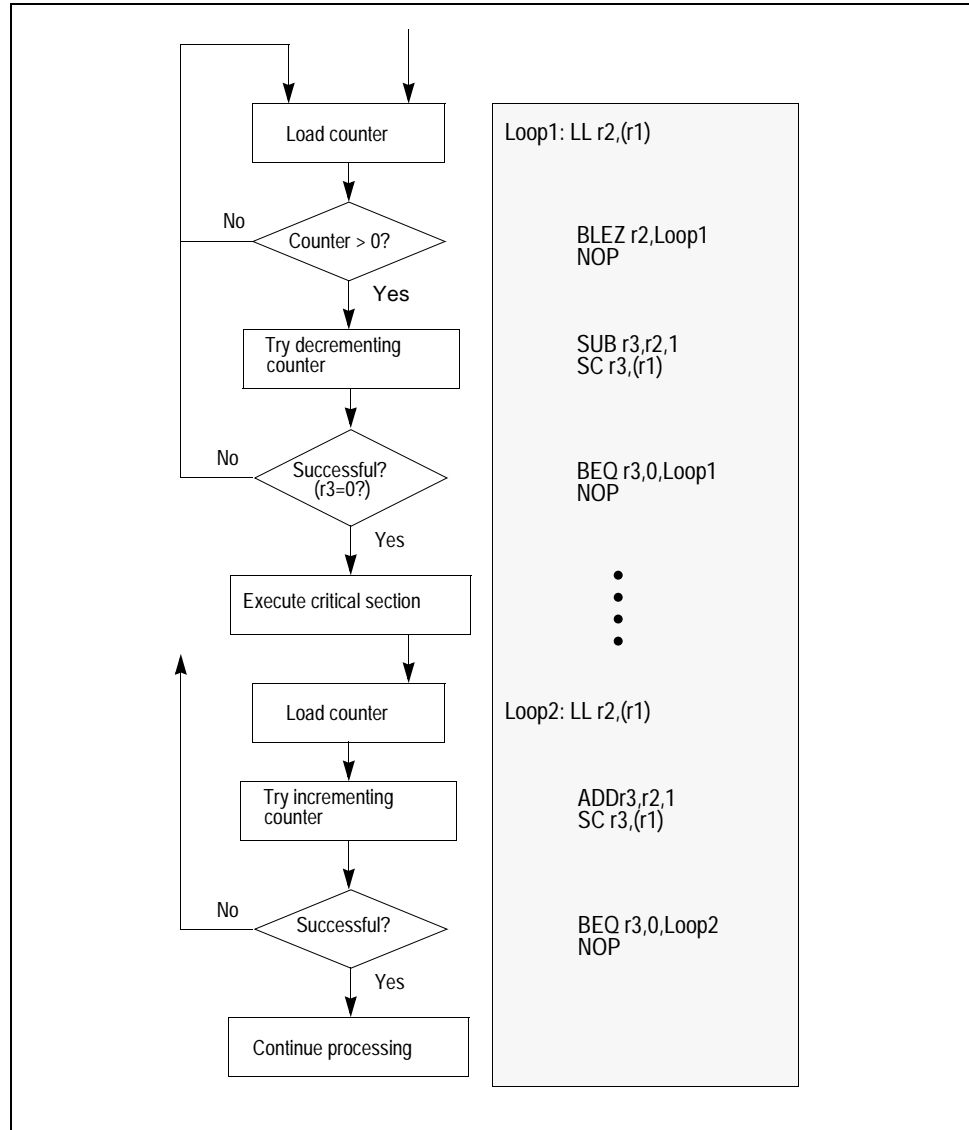 Load counter
Loop1: LL r2,(r1)
No
Counter > 0?
BLEZ r2,Loop1
NOP
Yes
Try decrementing
counter
SUB r3,r2,1
SC r3,(r1)
No
Successful?
(r3=0?)
BEQ r3,0,Loop1
NOP
Yes
Execute critical section
Load counter
Loop2: LL r2,(r1)
Try incrementing
counter
ADDr3,r2,1
SC r3,(r1)
No
Successful?
BEQ r3,0,Loop2
NOP
Yes
Continue processing